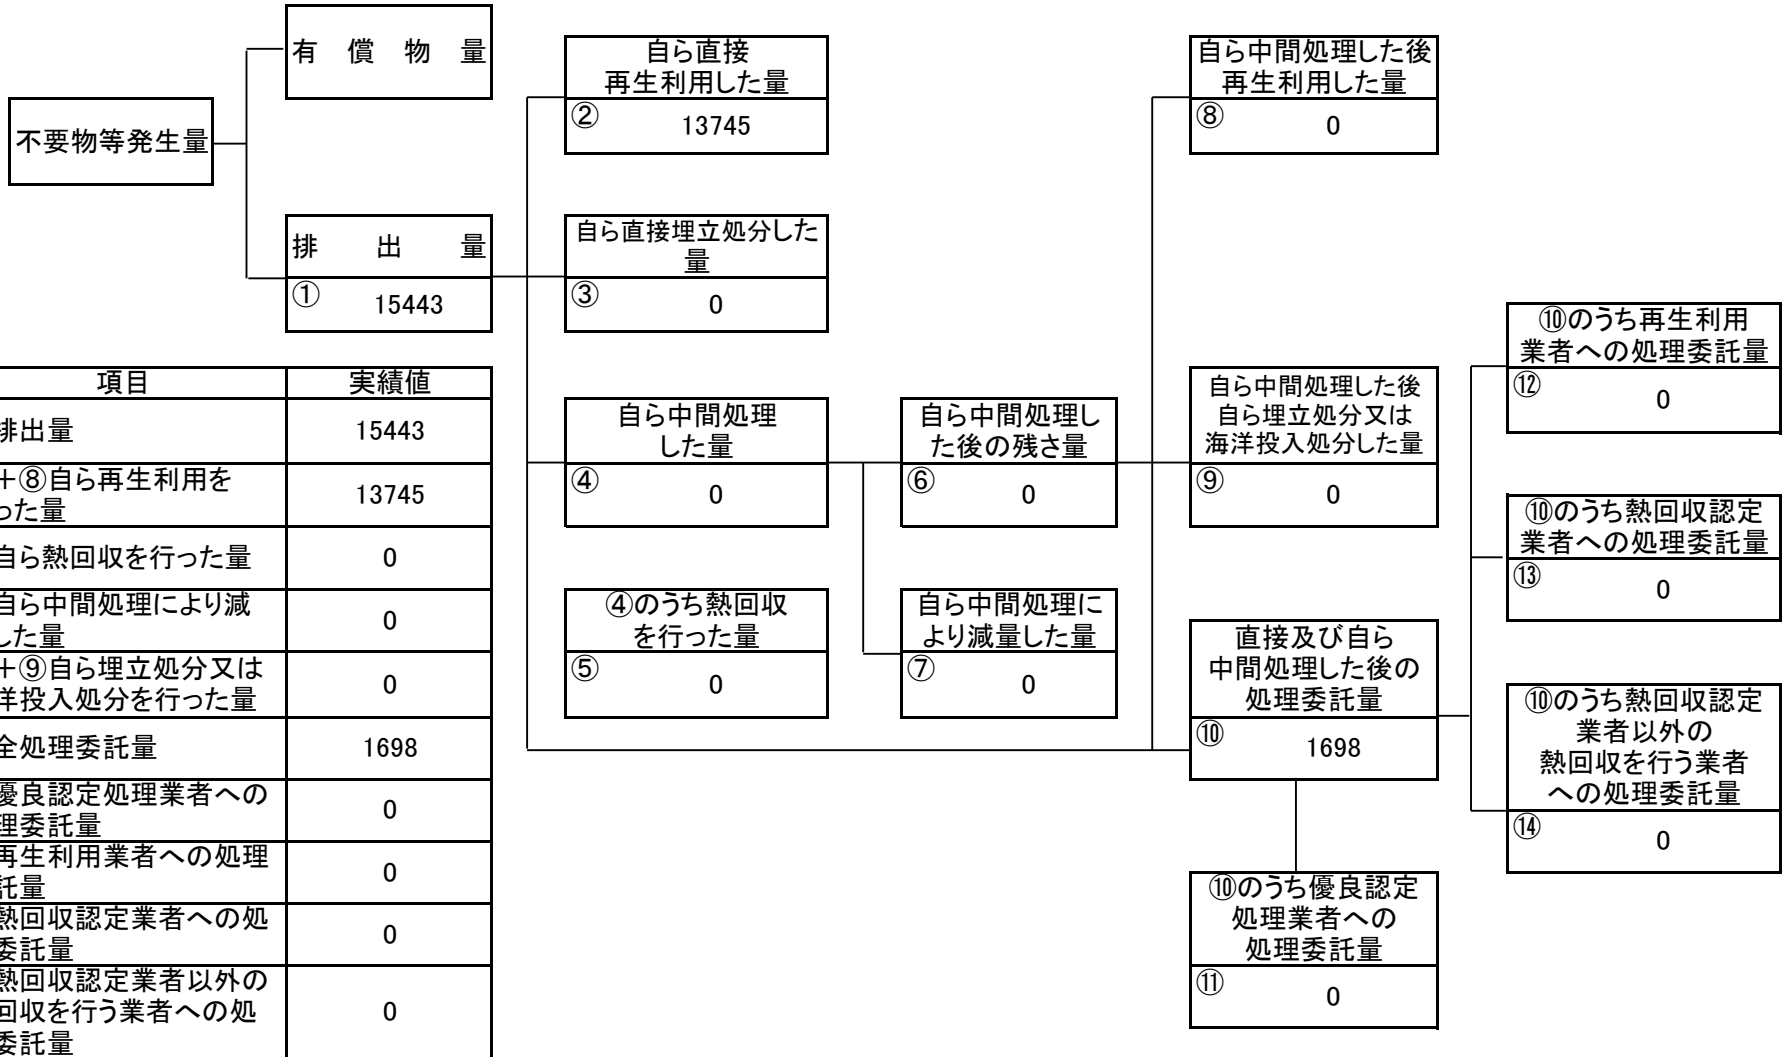 有償物量
不要物等発生量
排出量
① 15443
自ら直接
再生利用した量
② 13745
自ら直接埋立処分した
量
③ 0
自ら中間処理
した量
④ 0
④のうち熱回収
を行った量
⑤ 0
自ら中間処理し
た後の残さ量
⑥ 0
自ら中間処理に
より減量した量
⑦ 0
自ら中間処理した後
再生利用した量
⑧ 0
自ら中間処理した後
自ら埋立処分又は
海洋投入処分した量
⑨ 0
直接及び自ら
中間処理した後の
処理委託量
⑩ 1698
⑩のうち優良認定
処理業者への
処理委託量
⑪ 0
⑩のうち再生利用
業者への処理委託量
⑫ 0
⑩のうち熱回収認定
業者への処理委託量
⑬ 0
⑩のうち熱回収認定
業者以外の
熱回収を行う業者
への処理委託量
⑭ 0
項目 実績値
排出量 15443
+⑧自ら再生利用を
った量 13745
自ら熱回収を行った量 0
自ら中間処理により減
した量 0
+⑨自ら埋立処分又は
洋投入処分を行った量 0
全処理委託量 1698
優良認定処理業者への
理委託量 0
再生利用業者への処理
託量 0
熱回収認定業者への処
委託量 0
熱回収認定業者以外の
回収を行う業者への処
委託量 0